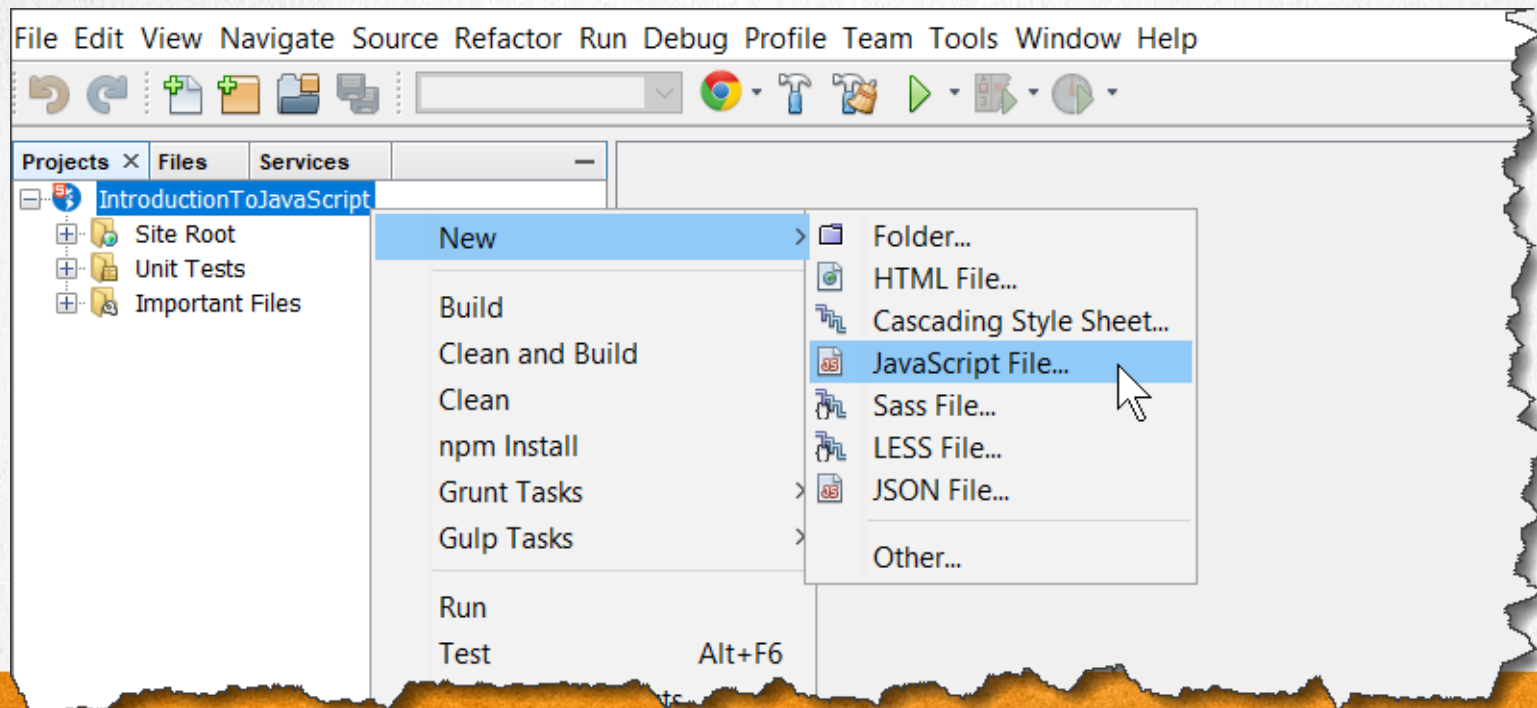 File Edit View Navigate Source Refactor Run Debug Profile Team Tools Window Help
Projects Files Services
IntroductionToJavaScript
Site Root
Unit Tests
Important Files
New
Build
Clean and Build
Clean
npm Install
Grunt Tasks
Gulp Tasks
Run
Test Alt+F6
Folder...
HTML File...
Cascading Style Sheet...
JavaScript File...
Sass File...
LESS File...
JSON File...
Other...